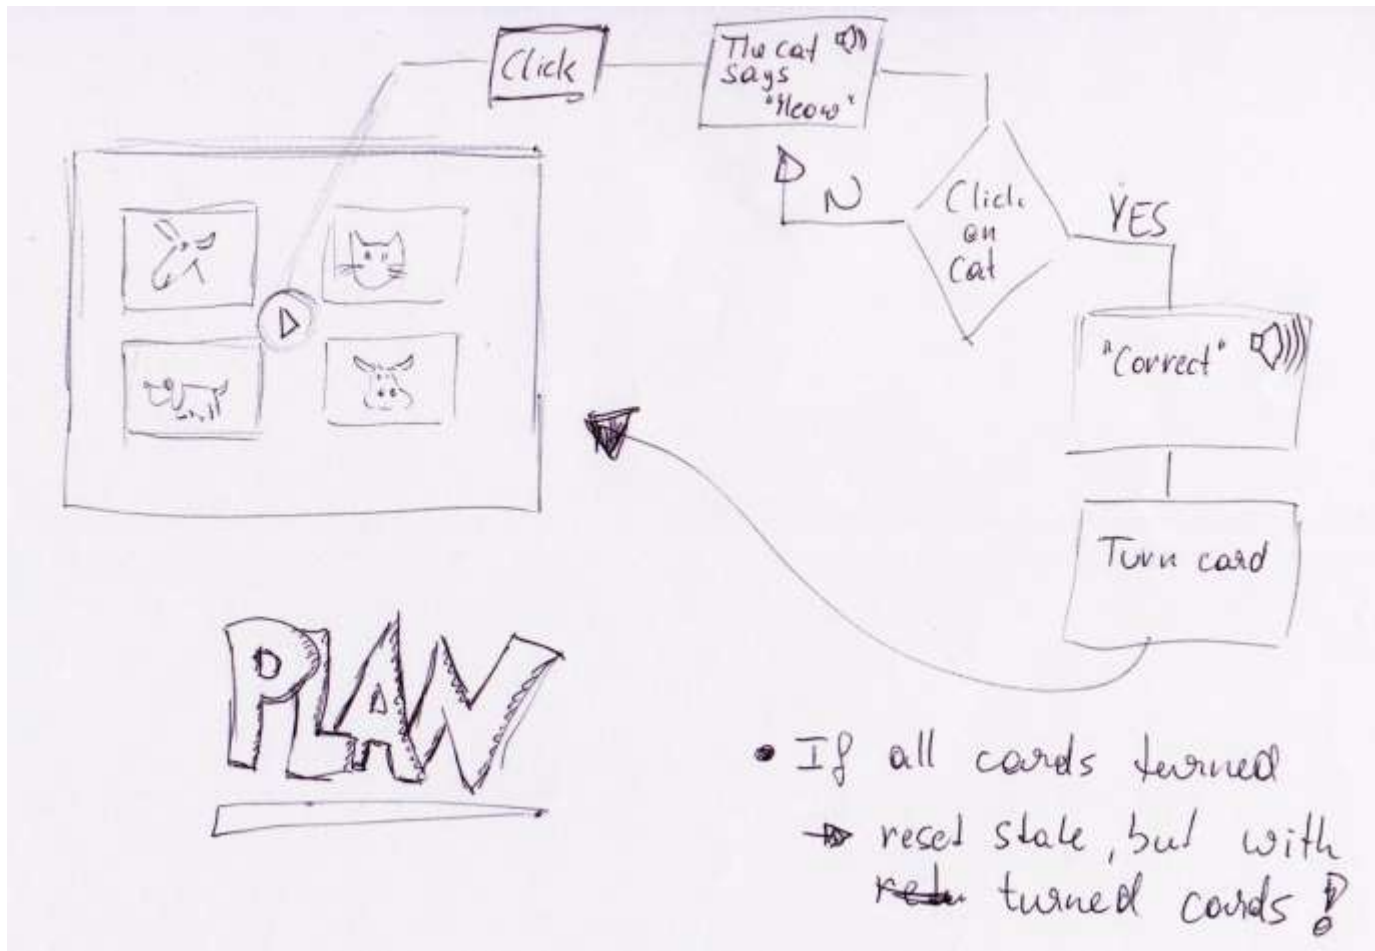 Click
The cat
says
"Meow"
Click
on
Cat
N
YES
"Correct"
Turn card
PLAN
• If all cards turned
reset state, but with
turned cards!